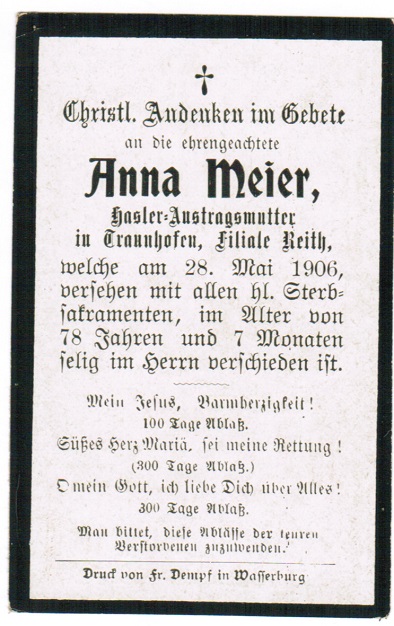 †
Christl. Andenken im Gebete
an die ehrengeachtete
Anna Meier,
Hasler-Austragsmutter
in Traunhofen, Filiale Reith,
welche am 28. Mai 1906,
versehen mit allen hl. Sterb-
sakramenten, im Alter von
78 Jahren und 7 Monaten
selig im Herrn verschieden ist.
Mein Jesus, Barmherzigkeit!
100 Tage Ablaß.
Süßes Herz Mariä, sei meine Rettung!
(300 Tage Ablaß.)
O mein Gott, ich liebe Dich über Alles!
300 Tage Ablaß.
Man bittet, diese Ablässe der teuren
Verstorbenen zuzuwenden.
Druck von Fr. Dempf in Wasserburg